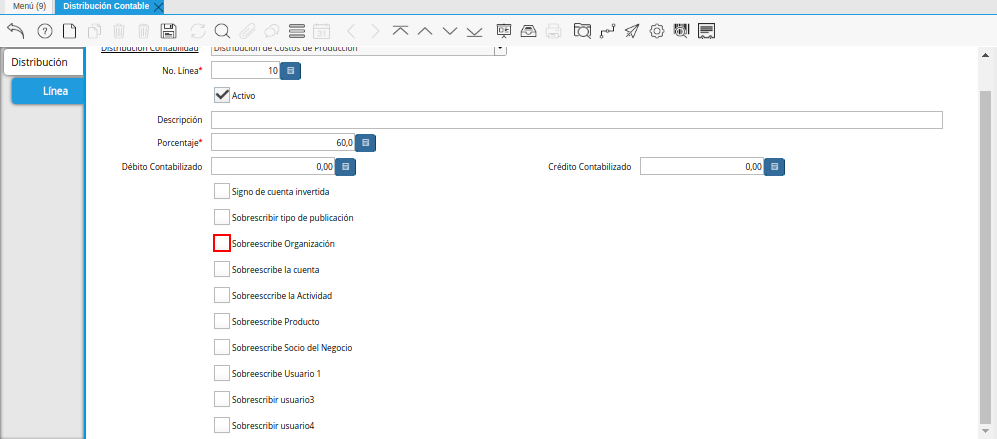 Menú (9)
Distribución Contable
31
Distribución
Línea
Distribución Contabilidad
Distribución de Costos de Producción
No. Línea*
10
Activo
Descripción
Porcentaje*
60,0
Débito Contabilizado
0,00
Crédito Contabilizado
0,00
Signo de cuenta invertida
Sobrescribir tipo de publicación
Sobreescribe Organización
Sobreescribe la cuenta
Sobreesccribe la Actividad
Sobreescribe Producto
Sobreescribe Socio del Negocio
Sobreescribe Usuario 1
Sobrescribir usuario3
Sobrescribir usuario4